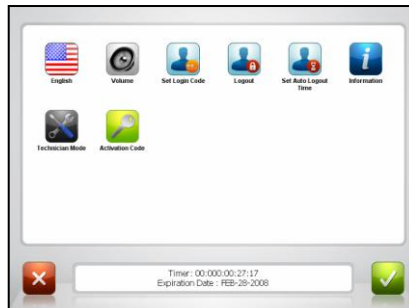 English
Volume
Set Login Code
Logout
Set Auto Logout
Time
Information
Technician Mode
Activation Code
Timer: 00:000:00:27:17
Expiration Date : FEB-28-2008